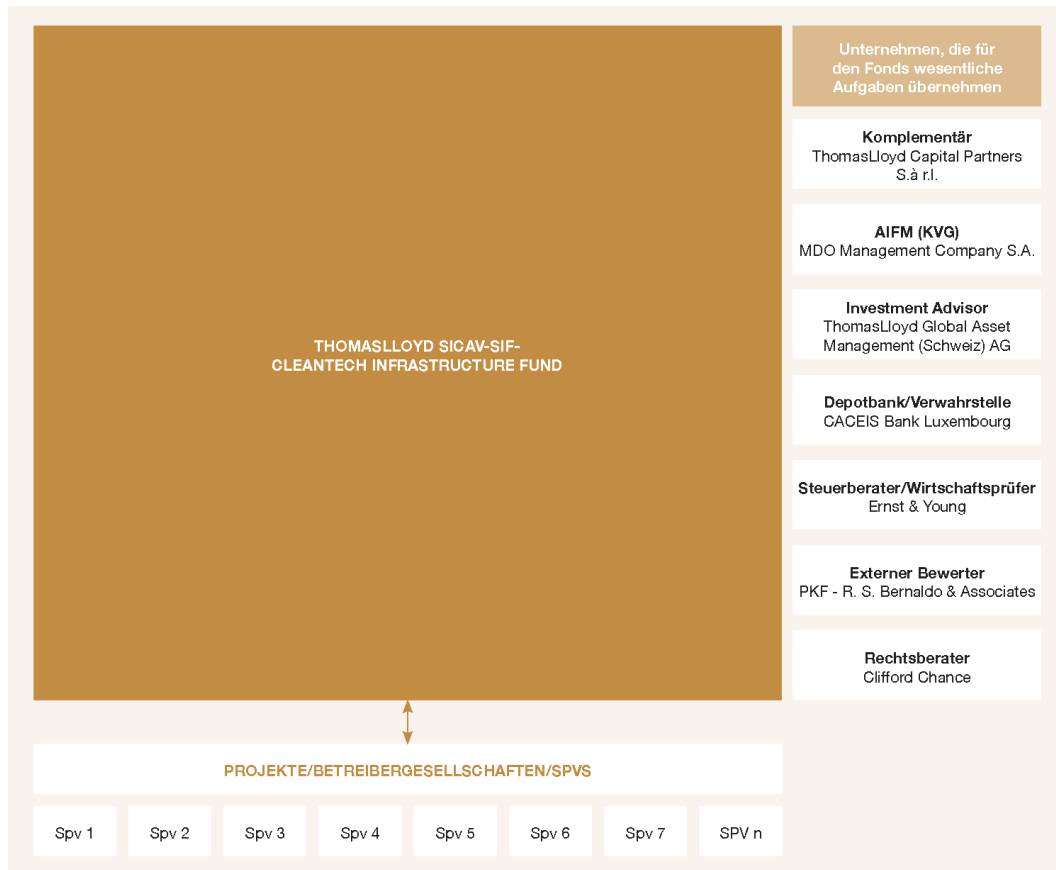 THOMASLLOYD SICAV-SIF-
CLEANTECH INFRASTRUCTURE FUND
Unternehmen, die für
den Fonds wesentliche
Aufgaben übernehmen
Komplementär
ThomasLloyd Capital Partners
S.à r.l.
AIFM (KVG)
MDO Management Company S.A.
Investment Advisor
ThomasLloyd Global Asset
Management (Schweiz) AG
Depotbank/Verwahrstelle
CACEIS Bank Luxembourg
Steuerberater/Wirtschaftsprüfer
Ernst & Young
Externer Bewerter
PKF - R. S. Bernaldo & Associates
Rechtsberater
Clifford Chance
PROJEKTE/BETREIBERGESELLSCHAFTEN/SPVS
Spv 1
Spv 2
Spv 3
Spv 4
Spv 5
Spv 6
Spv 7
SPV n